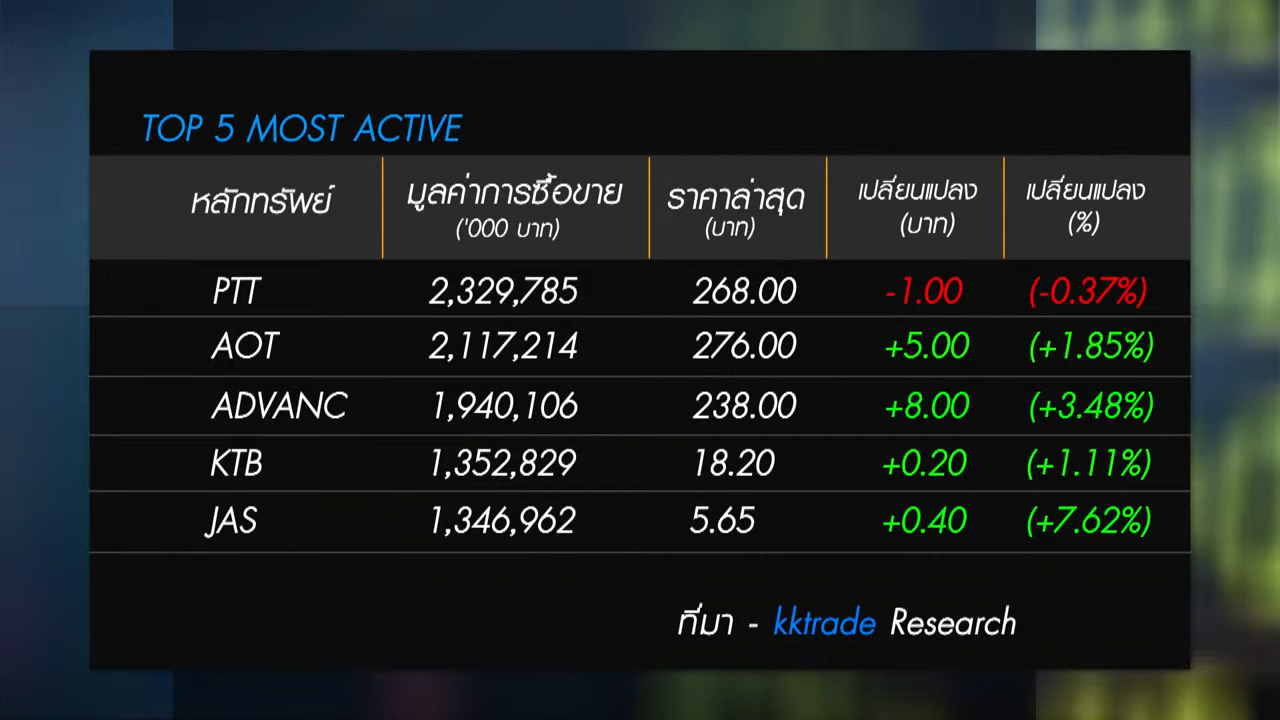 TOP 5 MOST ACTIVE
หลักทรัพย์ มูลค่าการซื้อขาย ราคาล่าสุด เปลี่ยนแปลง เปลี่ยนแปลง
('000 บาท) (บาท) (บาท) (%)
PTT 2,329,785 268.00 -1.00 (-0.37%)
AOT 2,117,214 276.00 +5.00 (+1.85%)
ADVANC 1,940,106 238.00 +8.00 (+3.48%)
KTB 1,352,829 18.20 +0.20 (+1.11%)
JAS 1,346,962 5.65 +0.40 (+7.62%)
ที่มา - kktrade Research